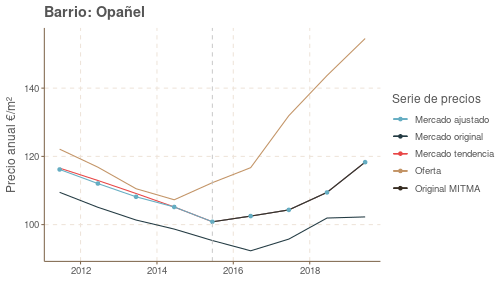 Barrio: Opañel
Precio anual €/m²
140
120
100
2012
2014
2016
2018
Serie de precios
Mercado ajustado
Mercado original
Mercado tendencia
Oferta
Original MITMA